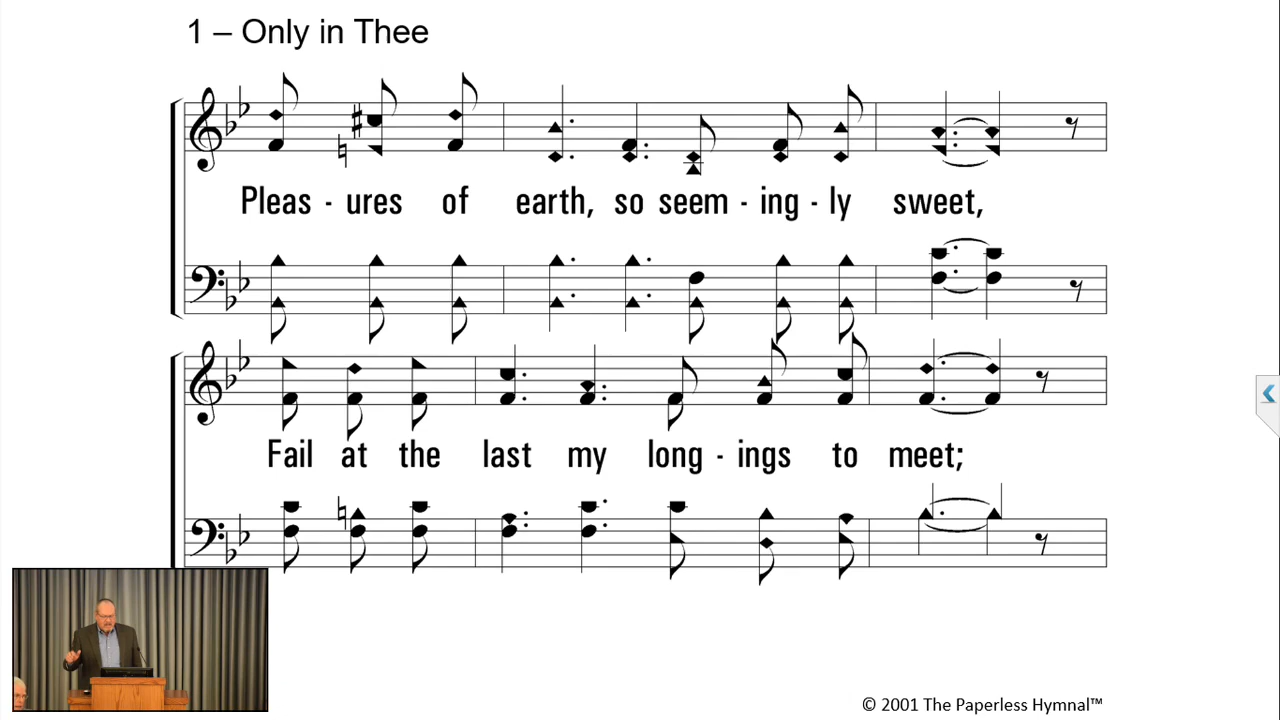 1 – Only in Thee
Pleas - ures of earth, so seem - ing - ly sweet,
Fail at the last my long - ings to meet;
© 2001 The Paperless Hymnal™